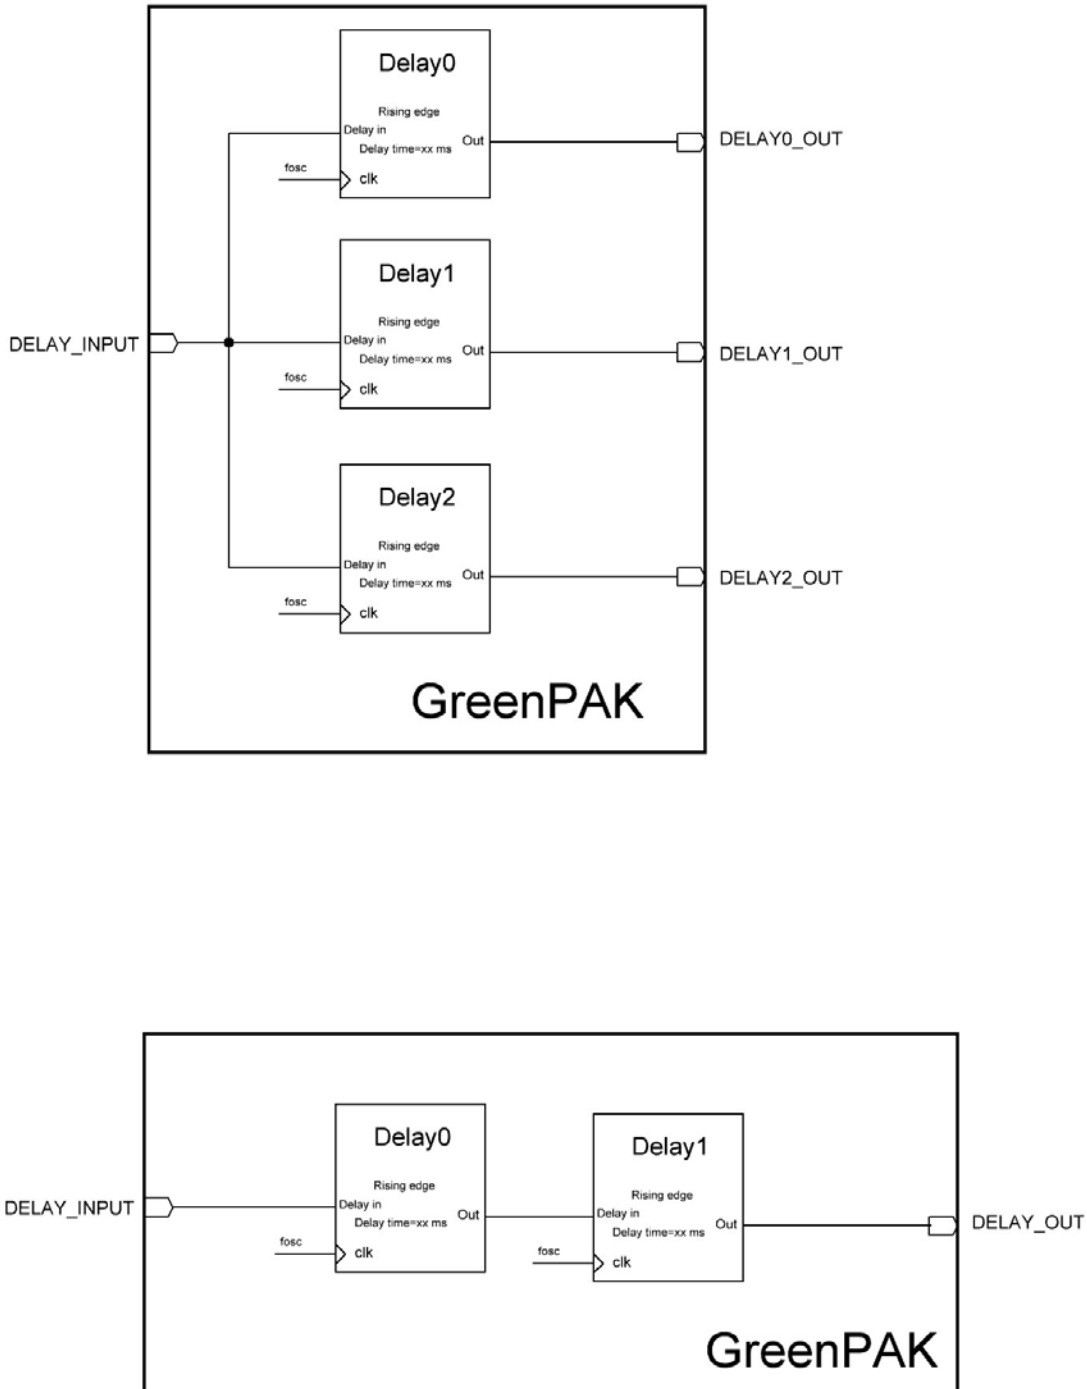 Delay0
Rising edge
Delay in
Out
Delay time=xx ms
fosc
clk
DELAY0_OUT
Delay1
Rising edge
DELAY_INPUT
Delay in
Out
Delay time=xx ms
fosc
clk
DELAY1_OUT
Delay2
Rising edge
Delay in
Out
Delay time=xx ms
fosc
clk
DELAY2_OUT
GreenPAK
Delay0
Rising edge
DELAY_INPUT
Delay in
Out
Delay time=xx ms
fosc
clk
Delay1
Rising edge
Delay in
Out
Delay time=xx ms
fosc
clk
DELAY_OUT
GreenPAK